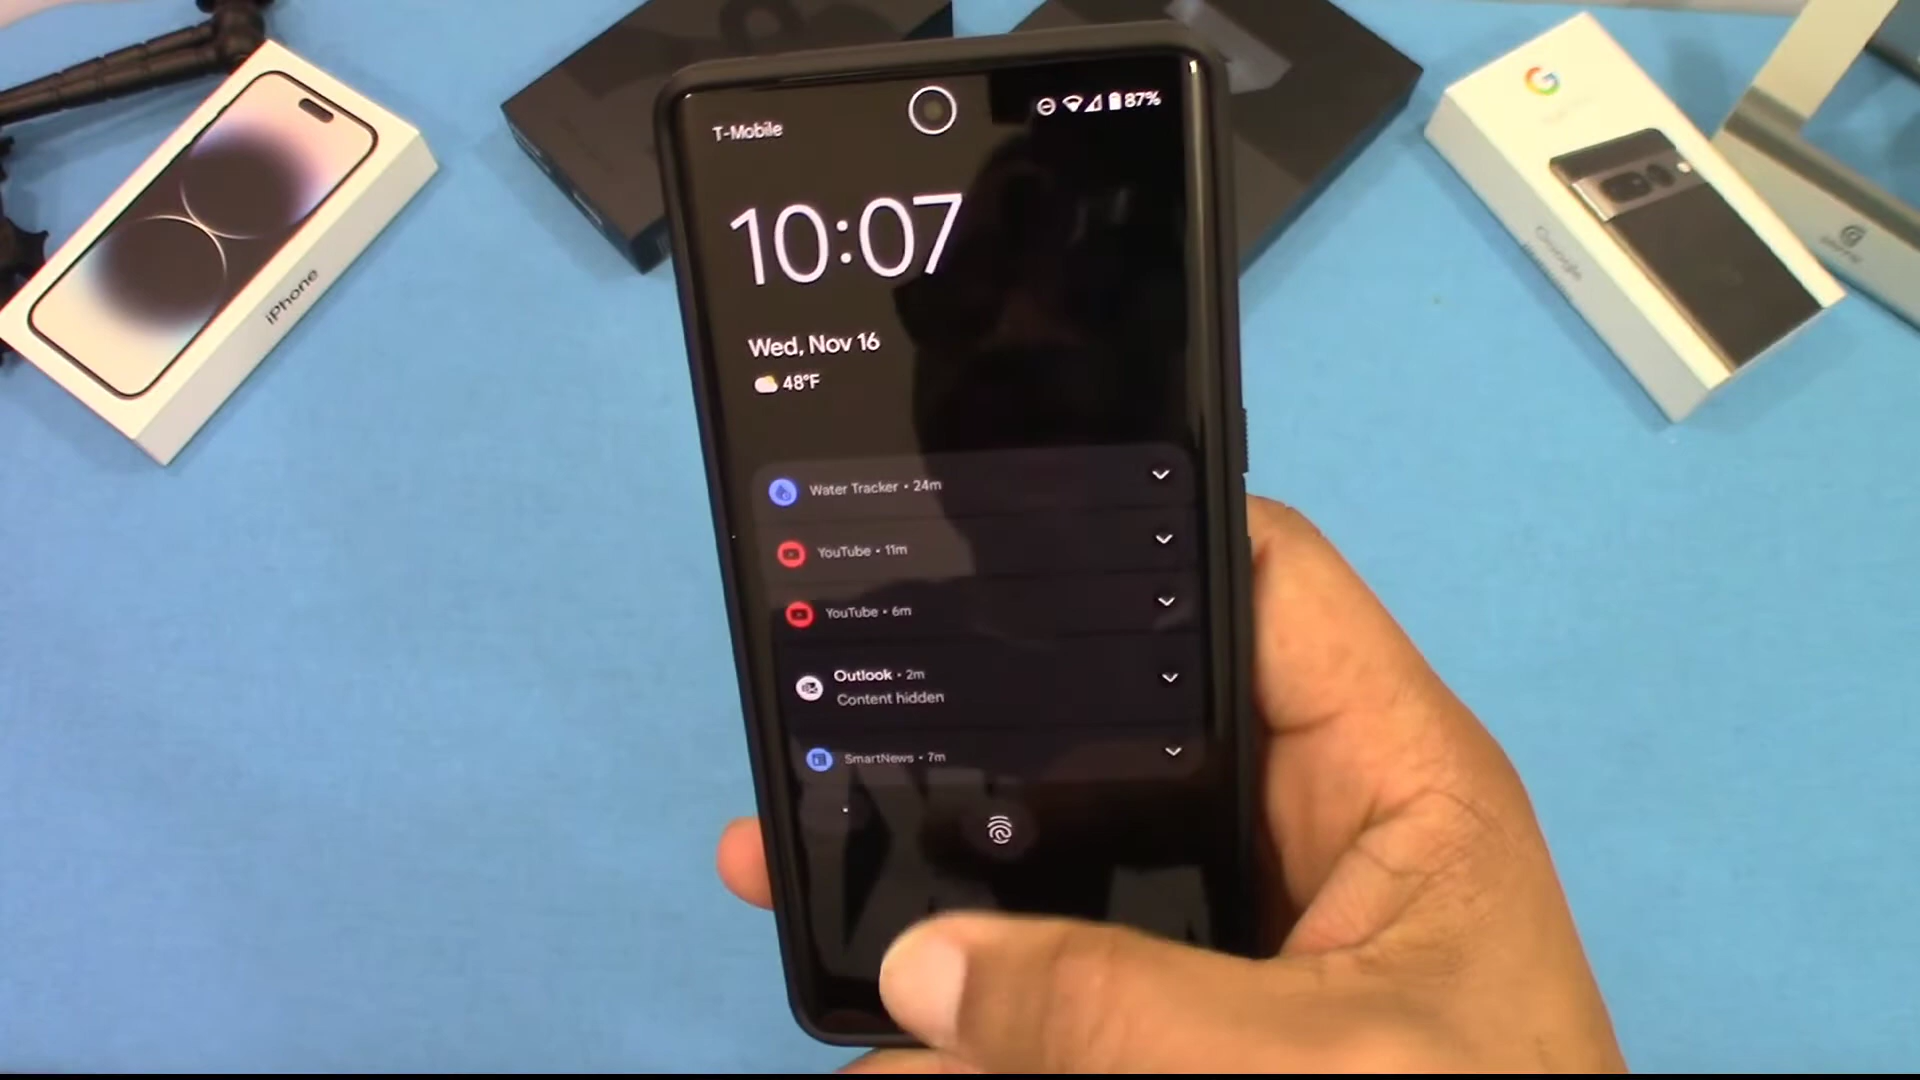 T-Mobile
87%
10:07
Wed, Nov 16
48°F
Water Tracker • 24m
YouTube • 11m
YouTube • 6m
Outlook • 2m
Content hidden
SmartNews • 7m
iPhone
G
Google